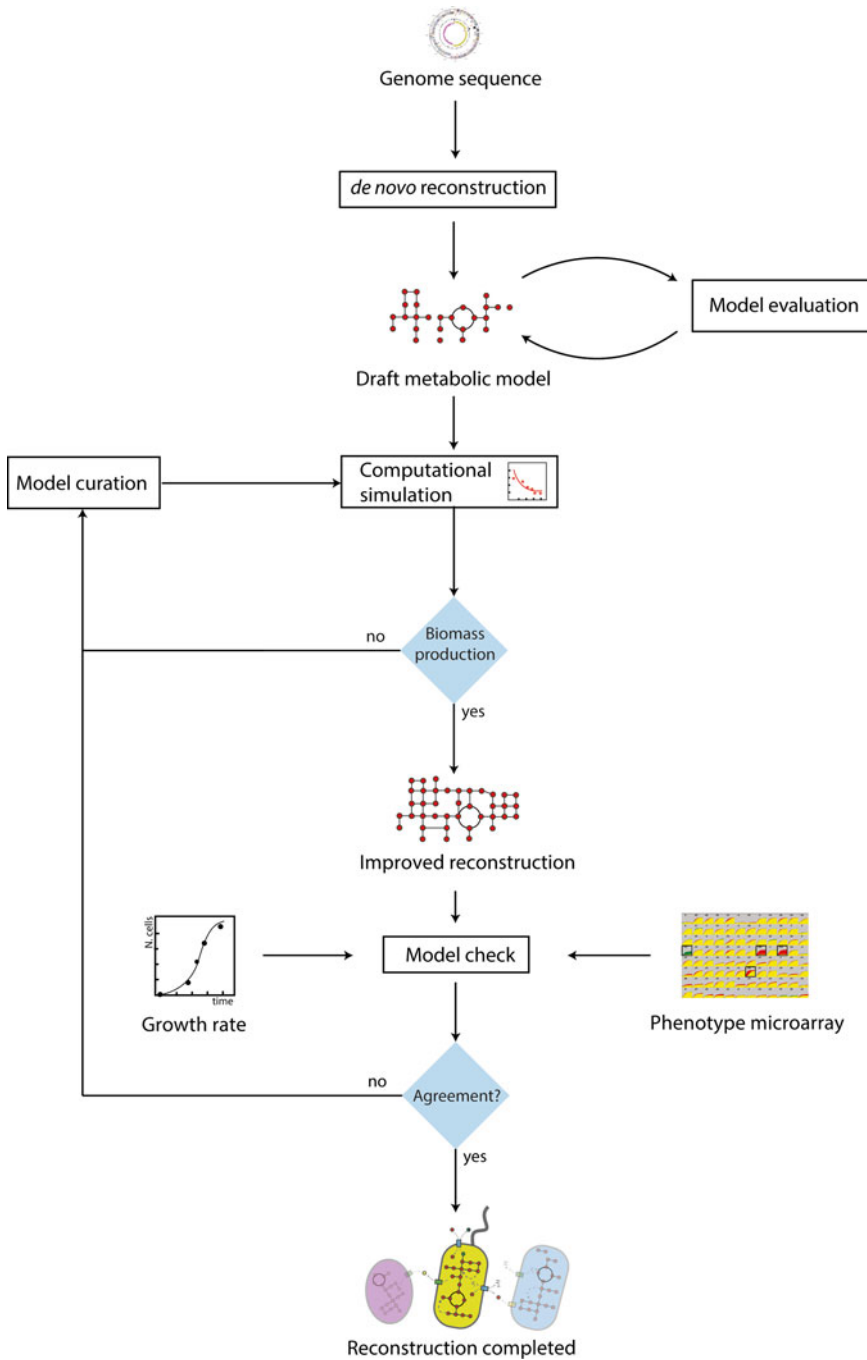 Genome sequence
de novo reconstruction
Model evaluation
Draft metabolic model
Model curation
Computational
simulation
no
Biomass
production
yes
Improved reconstruction
N. cells
time
Growth rate
Model check
Phenotype microarray
no
Agreement?
yes
Reconstruction completed